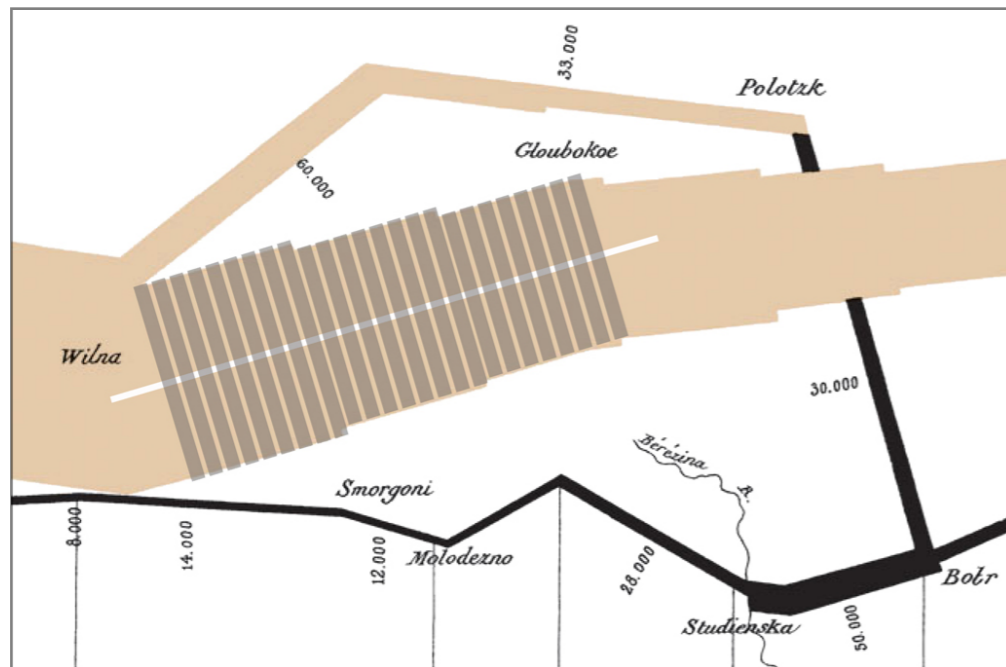 33.000
Polotzk
Gloubokoe
60.000
Wilna
30.000
Bérézina
R.
Smorgoni
8.000
14.000
12.000
Molodezno
28.000
Botr
Studienska
50.000